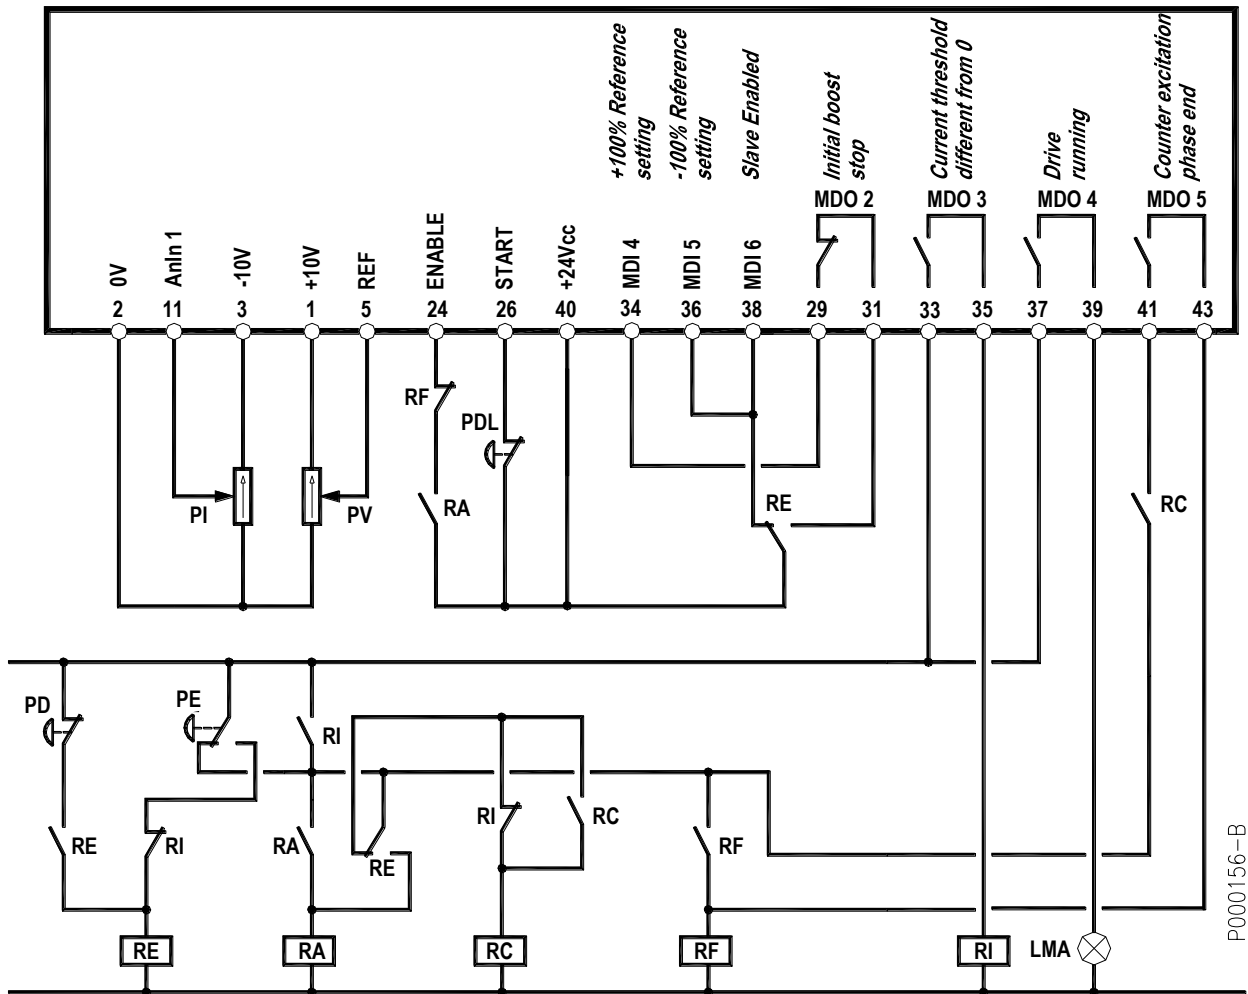 +100% Reference
setting
-100% Reference
setting
Slave Enabled
Initial boost
stop
Current threshold
different from 0
Drive
running
Counter excitation
phase end
MDO 2
MDO 3
MDO 4
MDO 5
0V
AnIn 1
-10V
+10V
REF
ENABLE
START
+24Vcc
MDI 4
MDI 5
MDI 6
2
11
3
1
5
24
26
40
34
36
38
29
31
33
35
37
39
41
43
RF
PDL
PI
PV
RA
RE
RC
PD
PE
RI
RI
RC
RE
RI
RA
RE
RF
RE
RA
RC
RF
RI
LMA
P000156-B